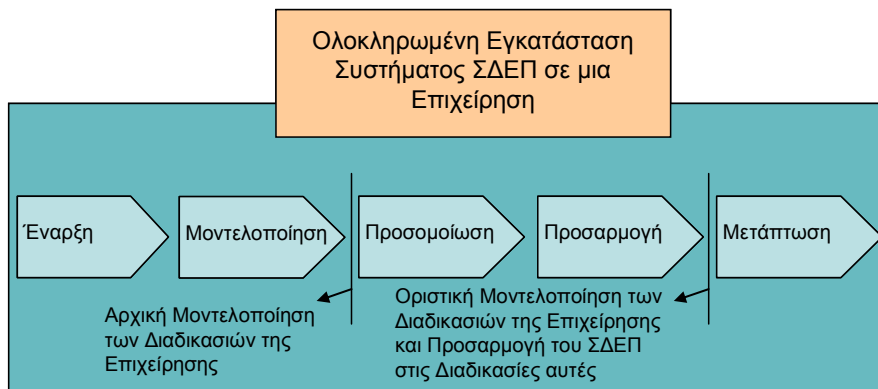 Ολοκληρωμένη Εγκατάσταση
Συστήματος ΣΔΕΠ σε μια
Επιχείρηση
Έναρξη
Μοντελοποίηση
Προσομοίωση
Προσαρμογή
Μετάπτωση
Αρχική Μοντελοποίηση
των Διαδικασιών της
Επιχείρησης
Οριστική Μοντελοποίηση των
Διαδικασιών της Επιχείρησης
και Προσαρμογή του ΣΔΕΠ
στις Διαδικασίες αυτές